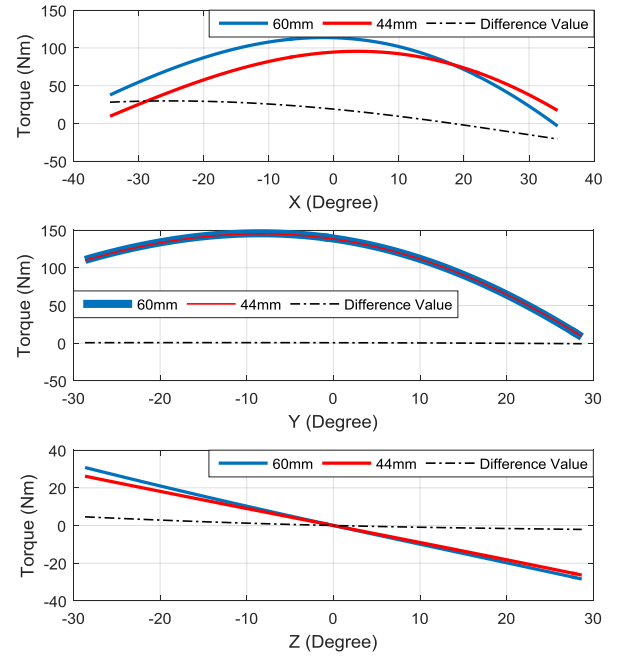 150
100
50
0
-50
Torque (Nm)
60mm 44mm Difference Value
-40 -30 -20 -10 0 10 20 30 40
X (Degree)
150
100
50
0
-50
Torque (Nm)
60mm 44mm Difference Value
-30 -20 -10 0 10 20 30
Y (Degree)
40
20
0
-20
-40
Torque (Nm)
60mm 44mm Difference Value
-30 -20 -10 0 10 20 30
Z (Degree)